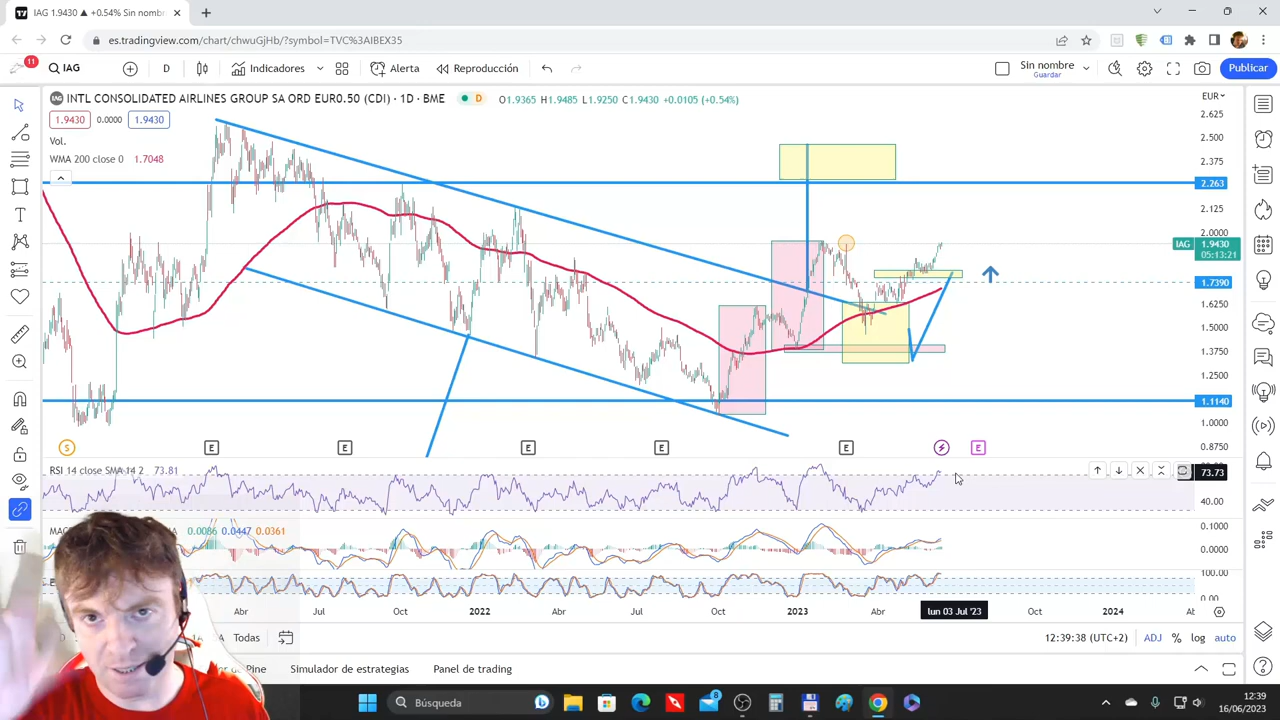 IAG 1.9430 ▲ +0.54% Sin nomb
es.tradingview.com/chart/chwuGjHb/?symbol=TVC%3AIBEX35
11
IAG
D
Indicadores
Alerta
Reproducción
Sin nombre
Guardar
Publicar
INTL CONSOLIDATED AIRLINES GROUP SA ORD EUR0.50 (CDI) · 1D · BME
D
O1.9365 H1.9485 L1.9250 C1.9430 +0.0105 (+0.54%)
EUR
1.9430
0.0000
1.9430
Vol.
WMA 200 close 0
1.7048
2.625
2.500
2.375
2.263
2.125
2.0000
IAG
1.9430
05:13:21
1.7390
1.6250
1.5000
1.3750
1.2500
1.1140
1.0000
0.8750
S
E
E
E
E
E
E
RSI 14 close SMA 14 2
73.81
73.73
40.00
0.0086
0.0447
0.0361
0.1000
0.0000
100.00
0.00
Abr
Jul
Oct
2022
Abr
Jul
Oct
2023
Abr
lun 03 Jul '23
Oct
2024
Todas
12:39:38 (UTC+2)
ADJ
%
log
auto
de Pine
Simulador de estrategias
Panel de trading
Búsqueda
8
12:39
16/06/2023